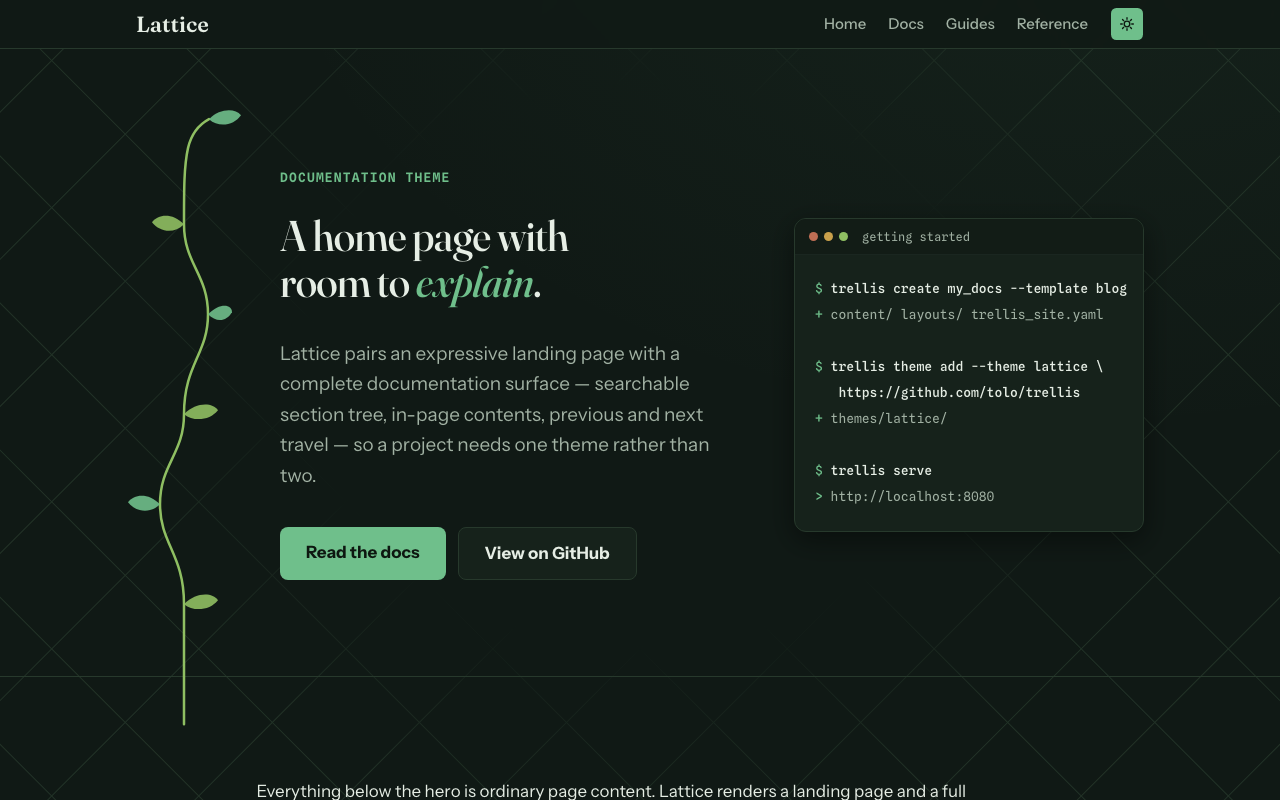 Lattice
Home Docs Guides Reference
DOCUMENTATION THEME
A home page with
room to explain.
Lattice pairs an expressive landing page with a
complete documentation surface — searchable
section tree, in-page contents, previous and next
travel — so a project needs one theme rather than
two.
Read the docs
View on GitHub
getting started
$ trellis create my_docs --template blog
+ content/ layouts/ trellis_site.yaml
$ trellis theme add --theme lattice \
https://github.com/tolo/trellis
+ themes/lattice/
$ trellis serve
> http://localhost:8080
Everything below the hero is ordinary page content. Lattice renders a landing page and a full